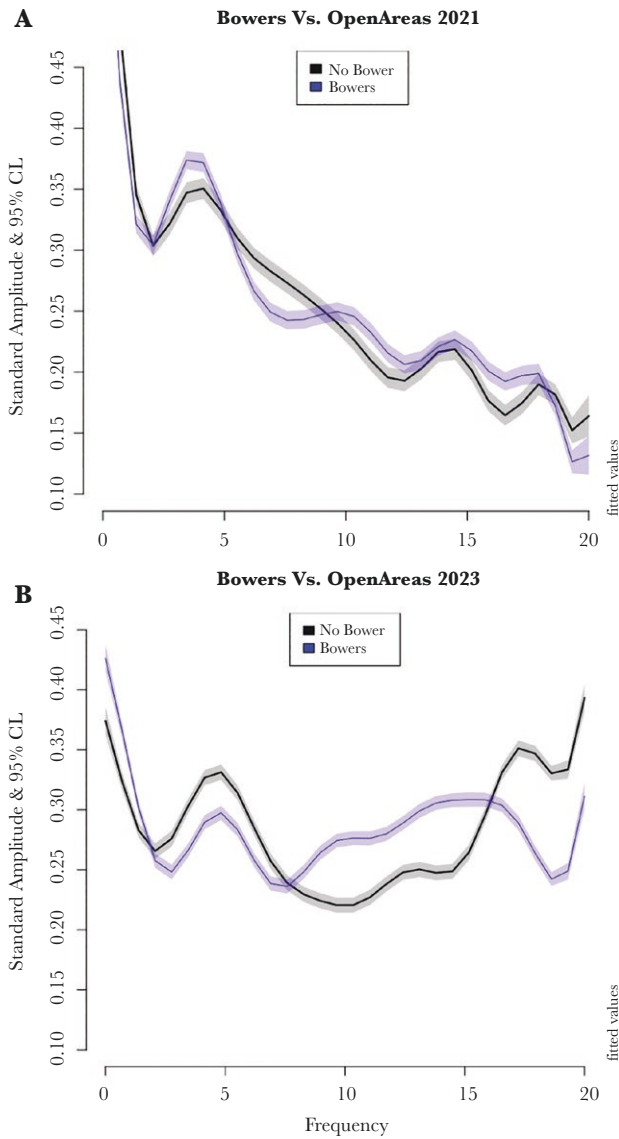 A
Bowers Vs. OpenAreas 2021
No Bower
Bowers
Standard Amplitude & 95% CL
0.45
0.40
0.35
0.30
0.25
0.20
0.15
0.10
0
5
10
15
20
fitted values
B
Bowers Vs. OpenAreas 2023
No Bower
Bowers
Standard Amplitude & 95% CL
0.45
0.40
0.35
0.30
0.25
0.20
0.15
0.10
0
5
10
15
20
Frequency
fitted values